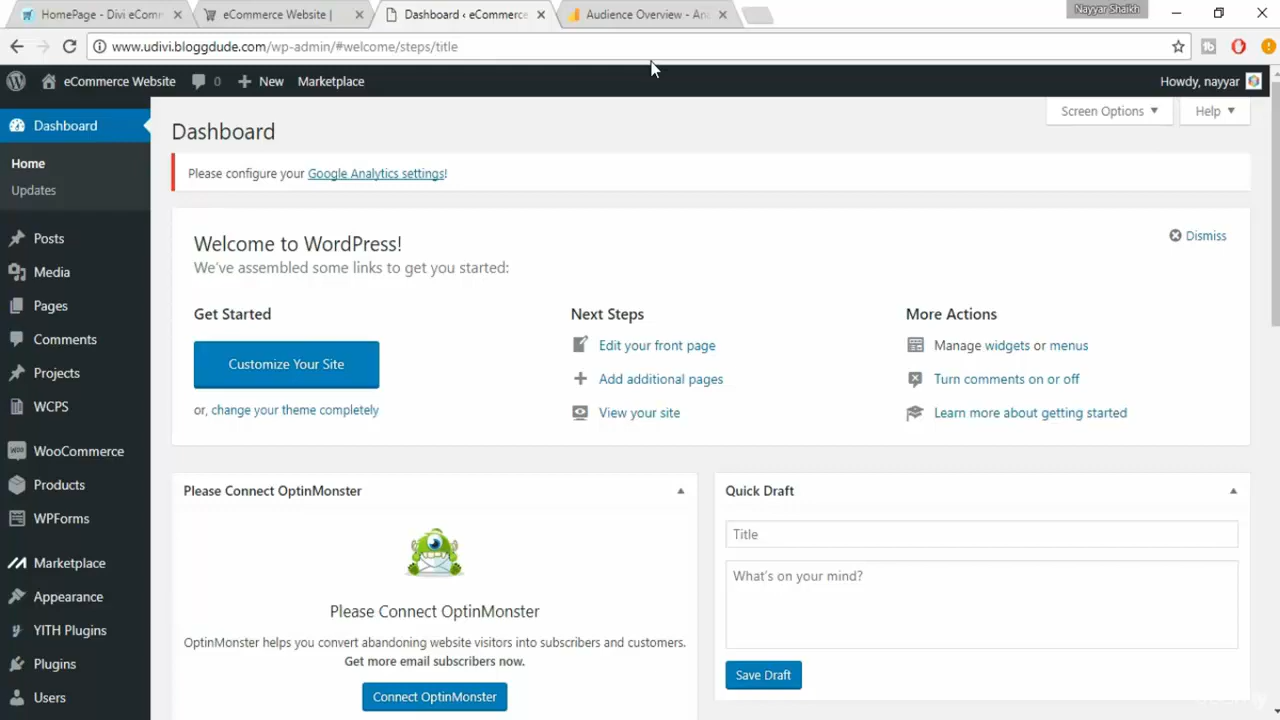 HomePage - Divi eComm
eCommerce Website |
Dashboard ‹ eCommerce
Audience Overview - Ana
Nayyar Shaikh
www.udivi.bloggdude.com/wp-admin/#welcome/steps/title
eCommerce Website
0
New
Marketplace
Howdy, nayyar
Dashboard
Home
Updates
Posts
Media
Pages
Comments
Projects
WCPS
WooCommerce
Products
WPForms
Marketplace
Appearance
YITH Plugins
Plugins
Users
Dashboard
Screen Options
Help
Please configure your Google Analytics settings!
Welcome to WordPress!
We've assembled some links to get you started:
Dismiss
Get Started
Customize Your Site
or, change your theme completely
Next Steps
Edit your front page
Add additional pages
View your site
More Actions
Manage widgets or menus
Turn comments on or off
Learn more about getting started
Please Connect OptinMonster
Please Connect OptinMonster
OptinMonster helps you convert abandoning website visitors into subscribers and customers.
Get more email subscribers now.
Connect OptinMonster
Quick Draft
Title
What's on your mind?
Save Draft